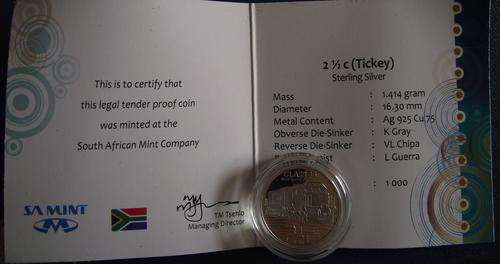 This is to certify that
this legal tender proof coin
was minted at the
South African Mint Company
SA MINT
TM Tsehlo
Managing Director
2 ½ c (Tickey)
Sterling Silver
Mass : 1.414 gram
Diameter : 16.30 mm
Metal Content : Ag 925 Cu 75
Obverse Die-Sinker : K Gray
Reverse Die-Sinker : VL Chipa
: L Guerra
: 1 000
CLASS